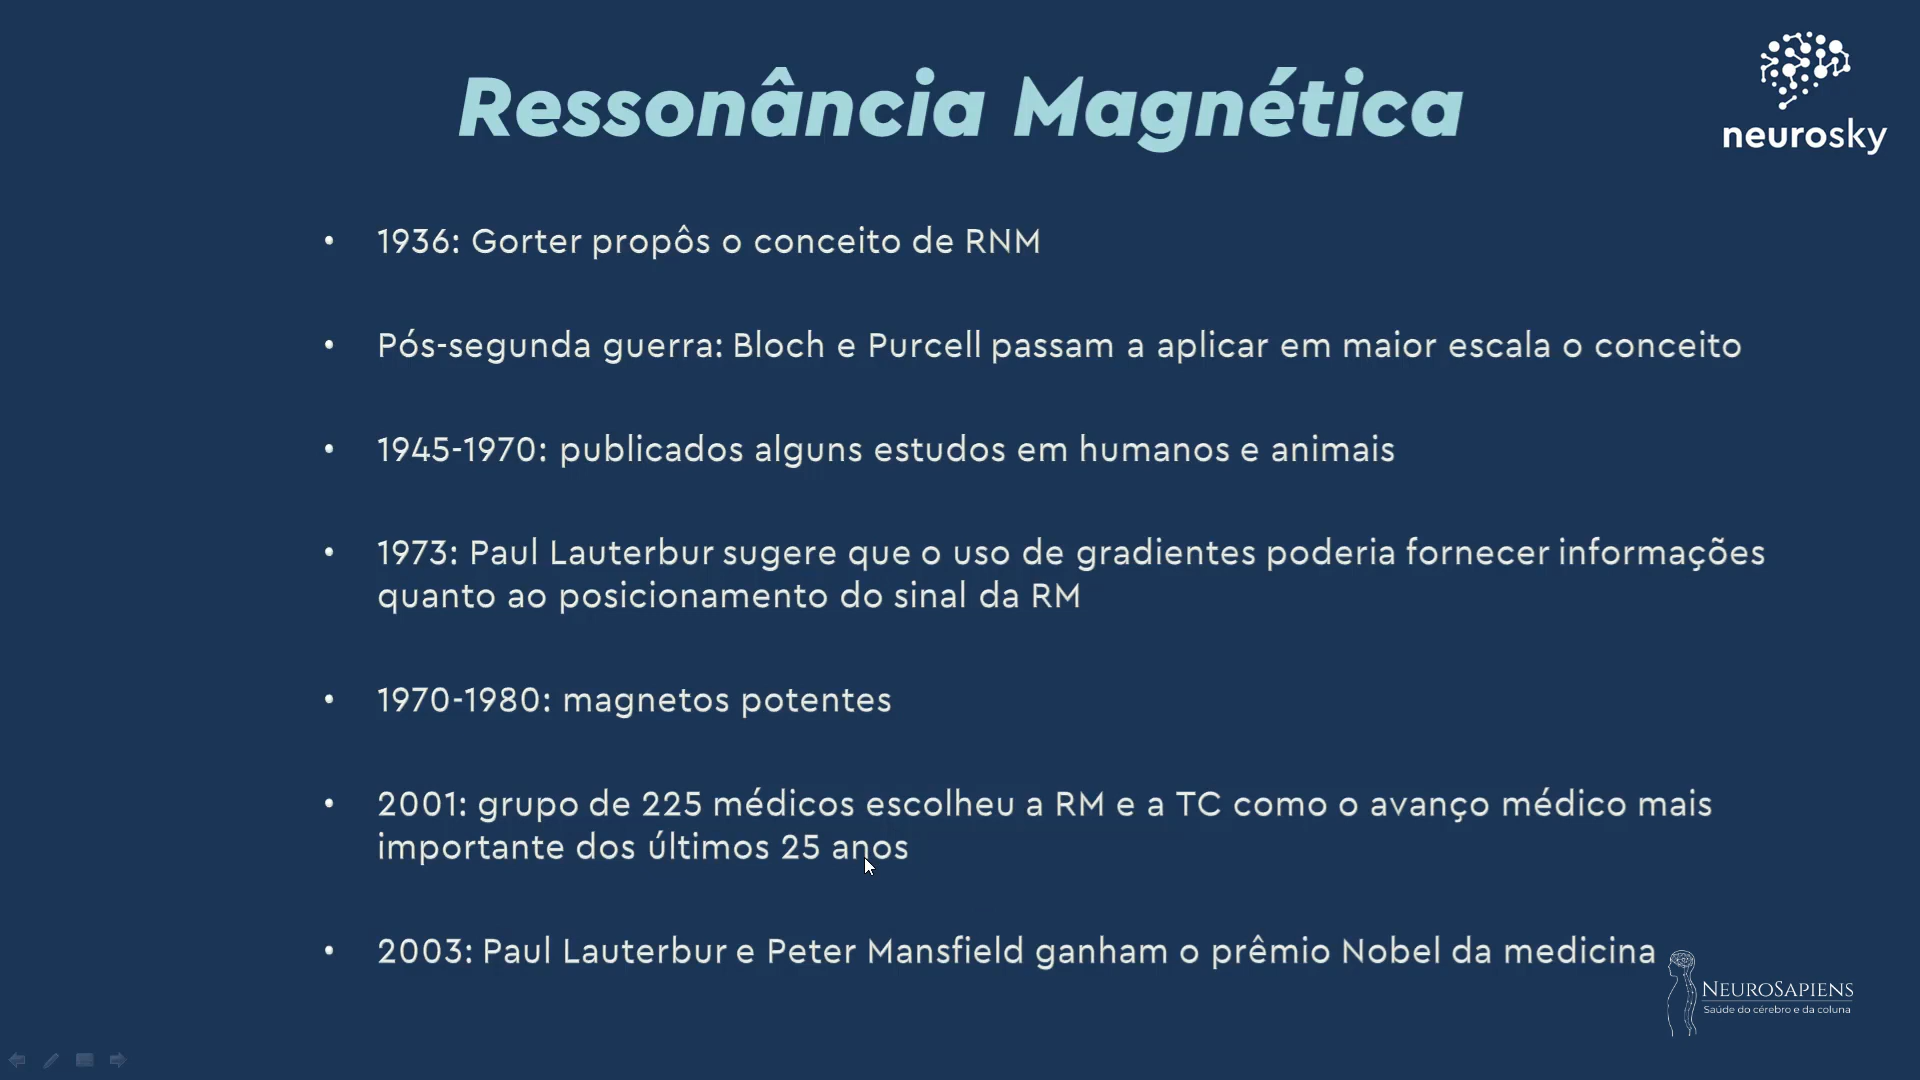 Ressonância Magnética
neurosky
• 1936: Gorter propôs o conceito de RNM
• Pós-segunda guerra: Bloch e Purcell passam a aplicar em maior escala o conceito
• 1945-1970: publicados alguns estudos em humanos e animais
• 1973: Paul Lauterbur sugere que o uso de gradientes poderia fornecer informações
quanto ao posicionamento do sinal da RM
• 1970-1980: magnetos potentes
• 2001: grupo de 225 médicos escolheu a RM e a TC como o avanço médico mais
importante dos últimos 25 anos
• 2003: Paul Lauterbur e Peter Mansfield ganham o prêmio Nobel da medicina
NEUROSAPIENS
Saúde do cérebro e da coluna